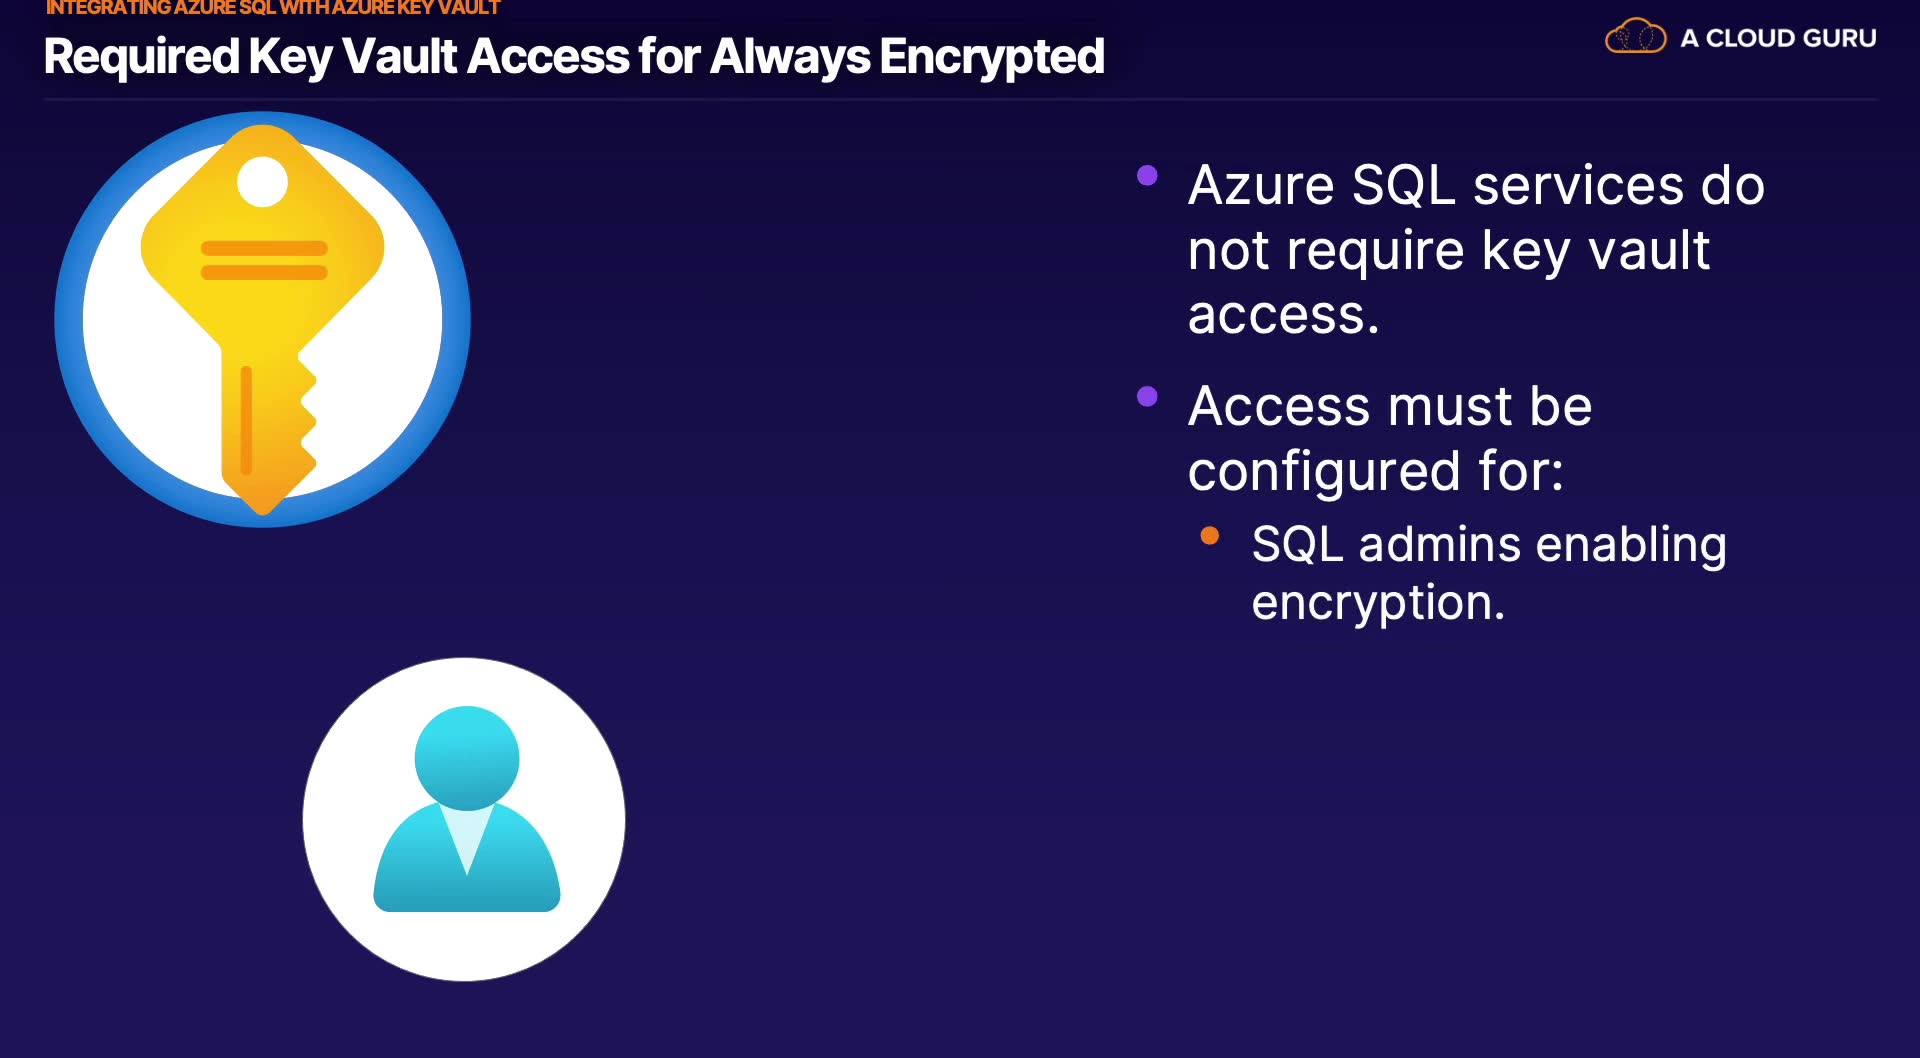 INTEGRATING AZURE SQL WITH AZURE KEY VAULT
Required Key Vault Access for Always Encrypted
A CLOUD GURU
Azure SQL services do
not require key vault
access.
Access must be
configured for:
SQL admins enabling
encryption.